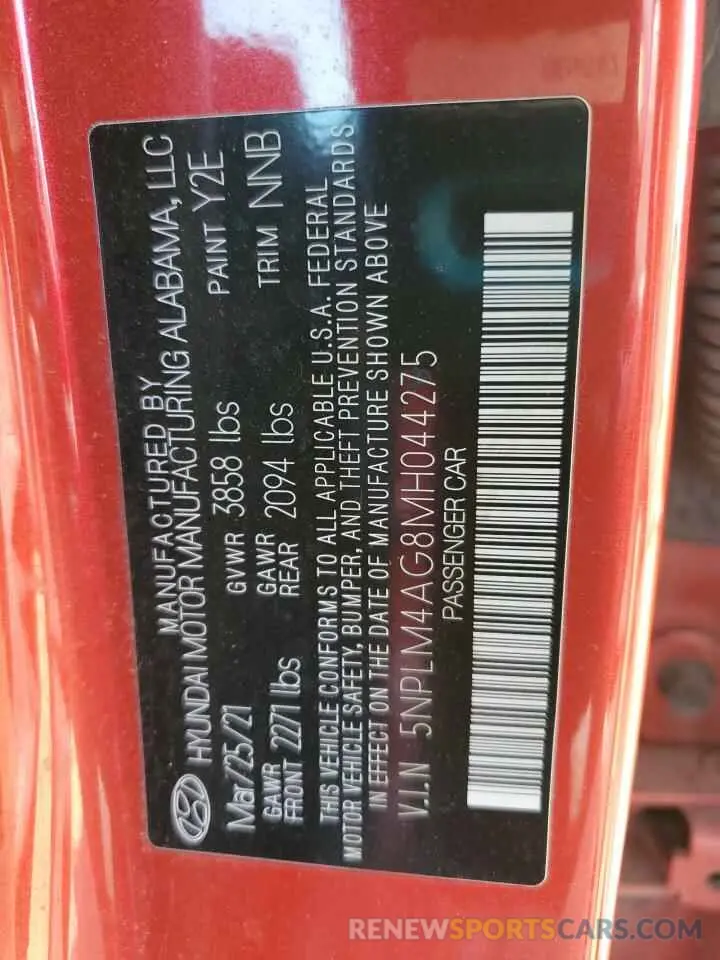 MANUFACTURED BY
HYUNDAI MOTOR MANUFACTURING ALABAMA, LLC
Mar/25/21 GVWR 3858 lbs PAINT Y2E
GAWR FRONT 2271 lbs GAWR REAR 2094 lbs TRIM NNB
THIS VEHICLE CONFORMS TO ALL APPLICABLE U.S.A. FEDERAL
MOTOR VEHICLE SAFETY, BUMPER, AND THEFT PREVENTION STANDARDS
IN EFFECT ON THE DATE OF MANUFACTURE SHOWN ABOVE
V.I.N 5NPLM4AG8MH044275
PASSENGER CAR
RENEWSPORTSCARS.COM